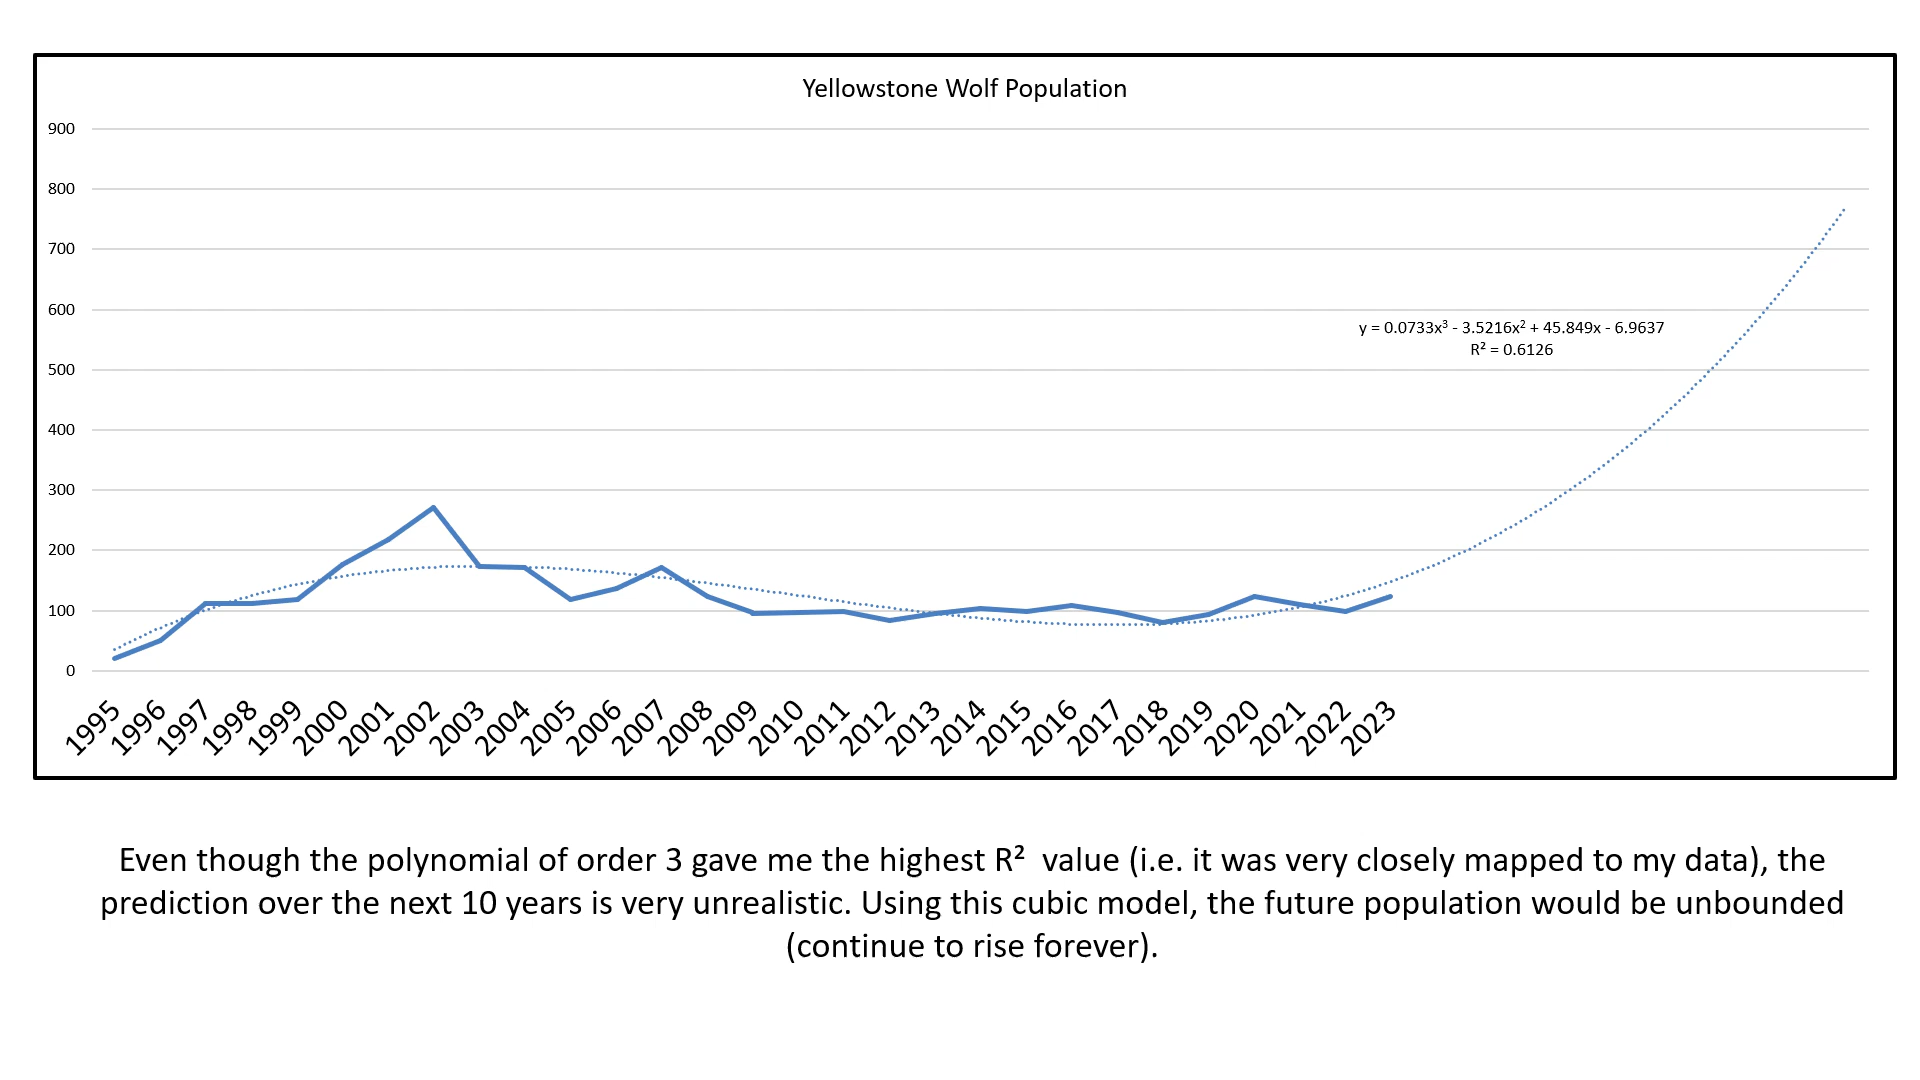 Yellowstone Wolf Population
900
800
700
600
500
400
300
200
100
0
y = 0.0733x³ - 3.5216x² + 45.849x - 6.9637
R² = 0.6126
1995 1996 1997 1998 1999 2000 2001 2002 2003 2004 2005 2006 2007 2008 2009 2010 2011 2012 2013 2014 2015 2016 2017 2018 2019 2020 2021 2022 2023
Even though the polynomial of order 3 gave me the highest R² value (i.e. it was very closely mapped to my data), the
prediction over the next 10 years is very unrealistic. Using this cubic model, the future population would be unbounded
(continue to rise forever).